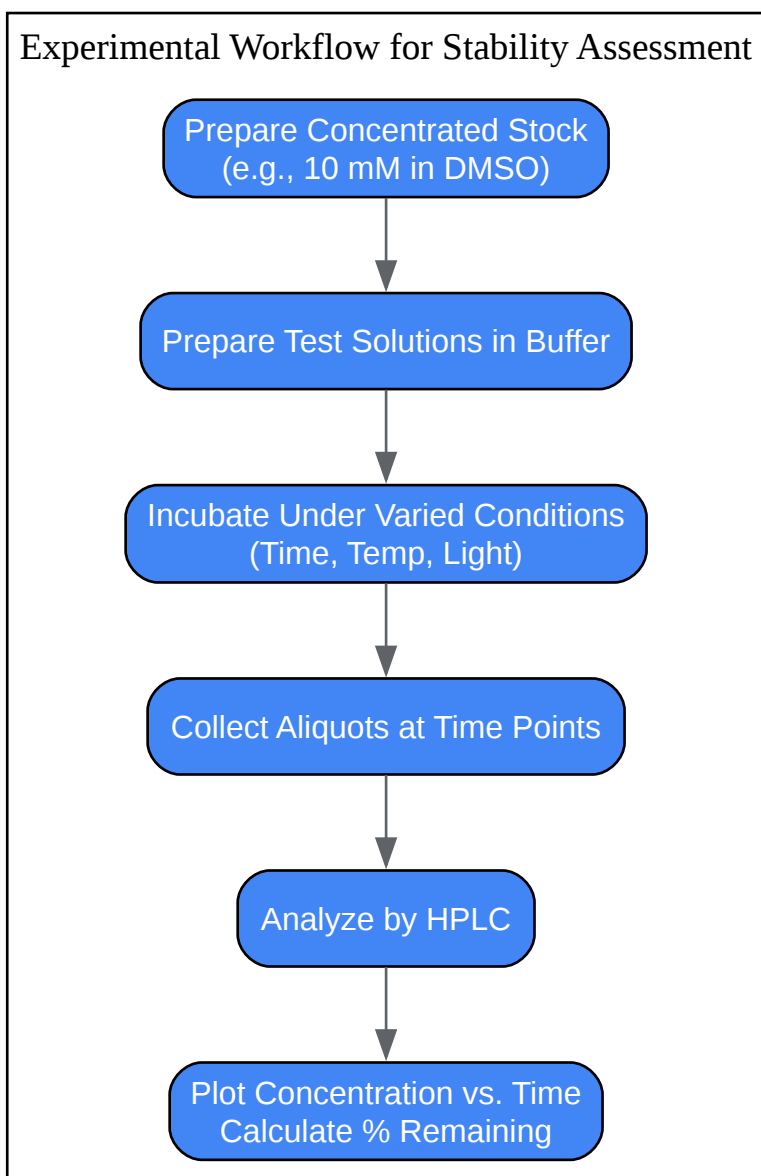 Experimental Workflow for Stability Assessment
Prepare Concentrated Stock
(e.g., 10 mM in DMSO)
Prepare Test Solutions in Buffer
Incubate Under Varied Conditions
(Time, Temp, Light)
Collect Aliquots at Time Points
Analyze by HPLC
Plot Concentration vs. Time
Calculate % Remaining